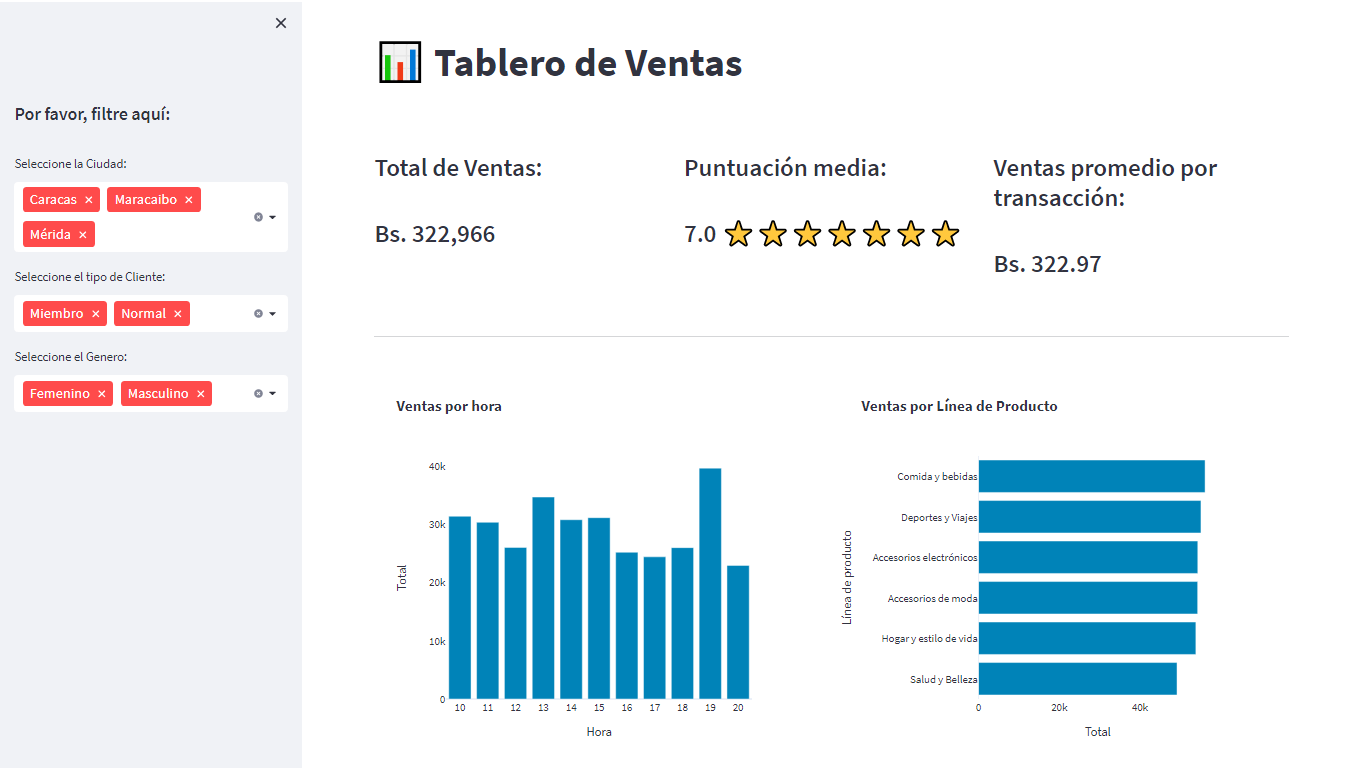 Por favor, filtre aquí:
Seleccione la Ciudad:
Caracas
Maracaibo
Mérida
Seleccione el tipo de Cliente:
Miembro
Normal
Seleccione el Genero:
Femenino
Masculino
Tablero de Ventas
Total de Ventas:
Bs. 322,966
Puntuación media:
7.0
Ventas promedio por
transacción:
Bs. 322.97
Ventas por hora
Total
40k
30k
20k
10k
0
10 11 12 13 14 15 16 17 18 19 20
Hora
Ventas por Línea de Producto
Línea de producto
Comida y bebidas
Deportes y Viajes
Accesorios electrónicos
Accesorios de moda
Hogar y estilo de vida
Salud y Belleza
0 20k 40k
Total